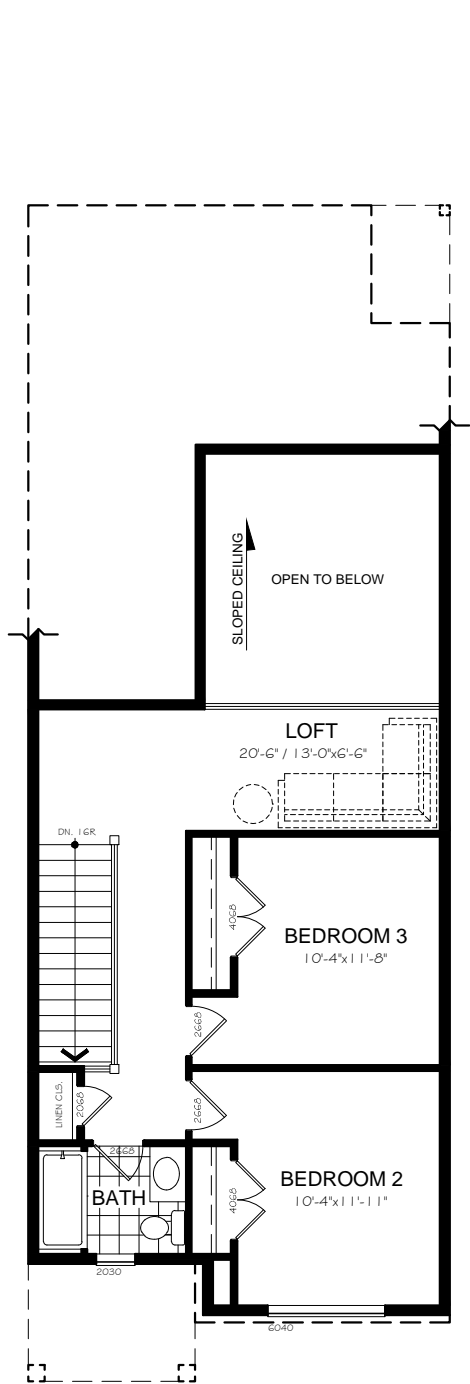 SLOPED CEILING
OPEN TO BELOW
LOFT
20'-6" / 13'-0"x6'-6"
DN. 16R
4068
BEDROOM 3
10'-4"x11'-8"
2668
LINEN CLS.
2068
2668
2668
BATH
4068
BEDROOM 2
10'-4"x11'-11"
2030
6040